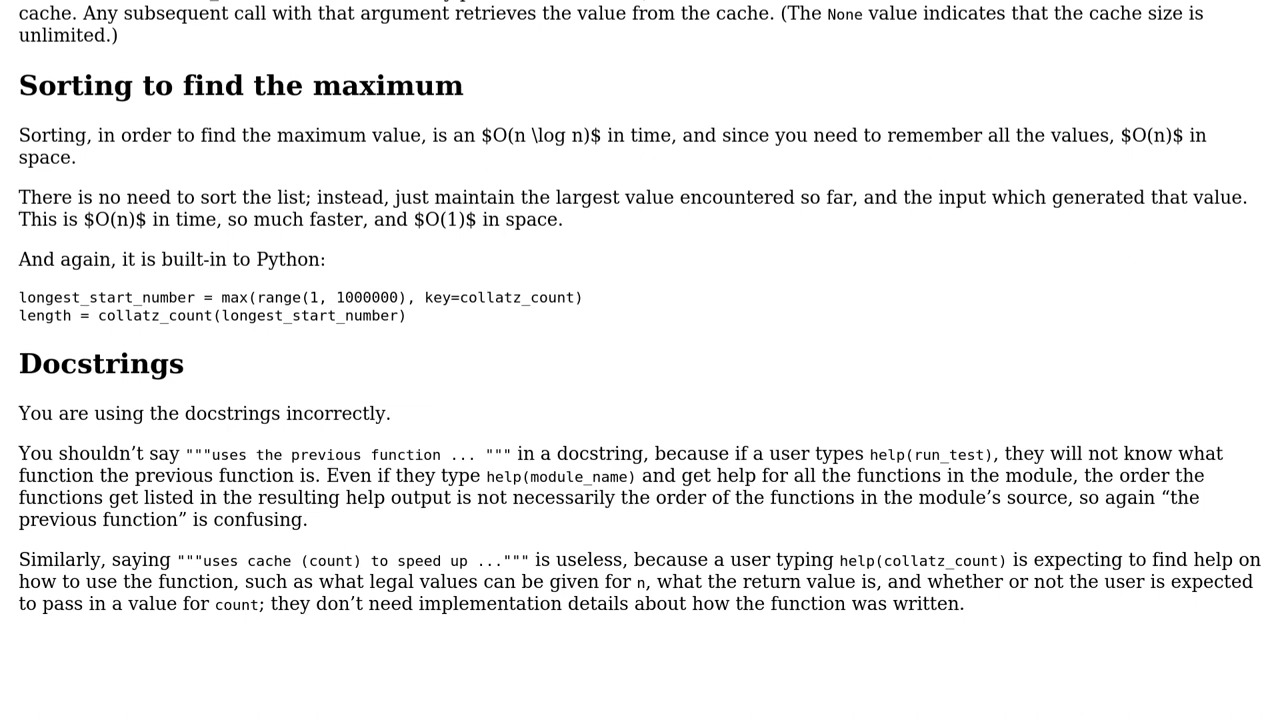 cache. Any subsequent call with that argument retrieves the value from the cache. (The None value indicates that the cache size is
unlimited.)
Sorting to find the maximum
Sorting, in order to find the maximum value, is an $O(n \log n)$ in time, and since you need to remember all the values, $O(n)$ in
space.
There is no need to sort the list; instead, just maintain the largest value encountered so far, and the input which generated that value.
This is $O(n)$ in time, so much faster, and $O(1)$ in space.
And again, it is built-in to Python:
longest_start_number = max(range(1, 1000000), key=collatz_count)
length = collatz_count(longest_start_number)
Docstrings
You are using the docstrings incorrectly.
You shouldn’t say """uses the previous function ... """ in a docstring, because if a user types help(run_test), they will not know what
function the previous function is. Even if they type help(module_name) and get help for all the functions in the module, the order the
functions get listed in the resulting help output is not necessarily the order of the functions in the module’s source, so again “the
previous function” is confusing.
Similarly, saying """uses cache (count) to speed up ...""" is useless, because a user typing help(collatz_count) is expecting to find help on
how to use the function, such as what legal values can be given for n, what the return value is, and whether or not the user is expected
to pass in a value for count; they don’t need implementation details about how the function was written.